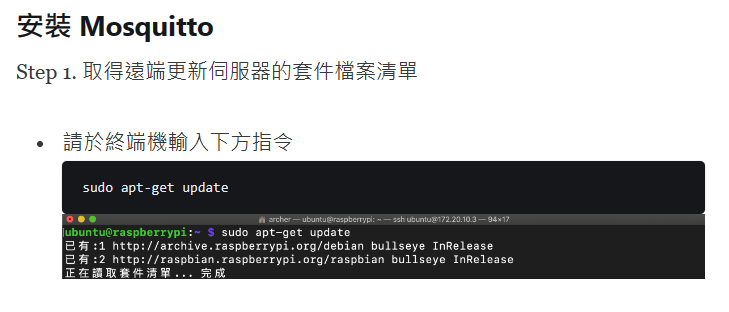 安裝 Mosquitto
Step 1. 取得遠端更新伺服器的套件檔案清單
請於終端機輸入下方指令
sudo apt-get update
archer — ubuntu@raspberrypi: ~ — ssh ubuntu@172.20.10.3 — 94×17
ubuntu@raspberrypi:~ $ sudo apt-get update
已有:1 http://archive.raspberrypi.org/debian bullseye InRelease
已有:2 http://raspbian.raspberrypi.org/raspbian bullseye InRelease
正在讀取套件清單... 完成